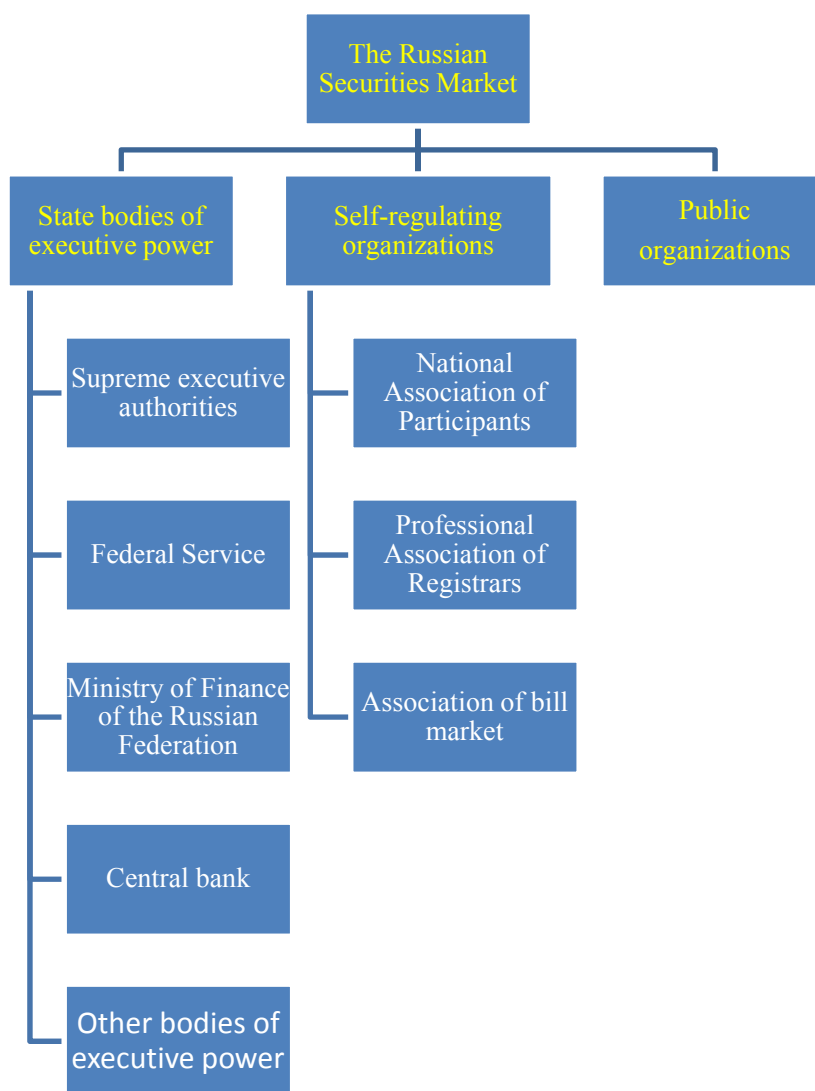 The Russian
Securities Market
State bodies of
executive power
Self-regulating
organizations
Public
organizations
Supreme executive
authorities
Federal Service
Ministry of Finance
of the Russian
Federation
Central bank
Other bodies of
executive power
National
Association of
Participants
Professional
Association of
Registrars
Association of bill
market